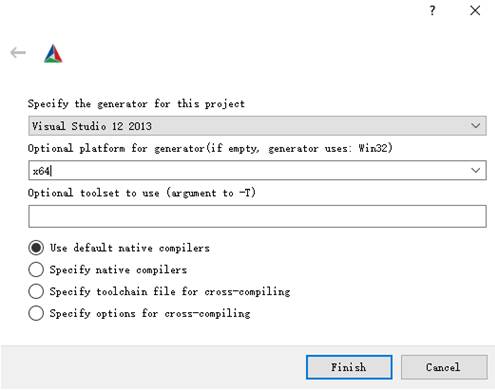 ?
Specify the generator for this project
Visual Studio 12 2013
Optional platform for generator(if empty, generator uses: Win32)
x64
Optional toolset to use (argument to -T)
Use default native compilers
Specify native compilers
Specify toolchain file for cross-compiling
Specify options for cross-compiling
Finish Cancel